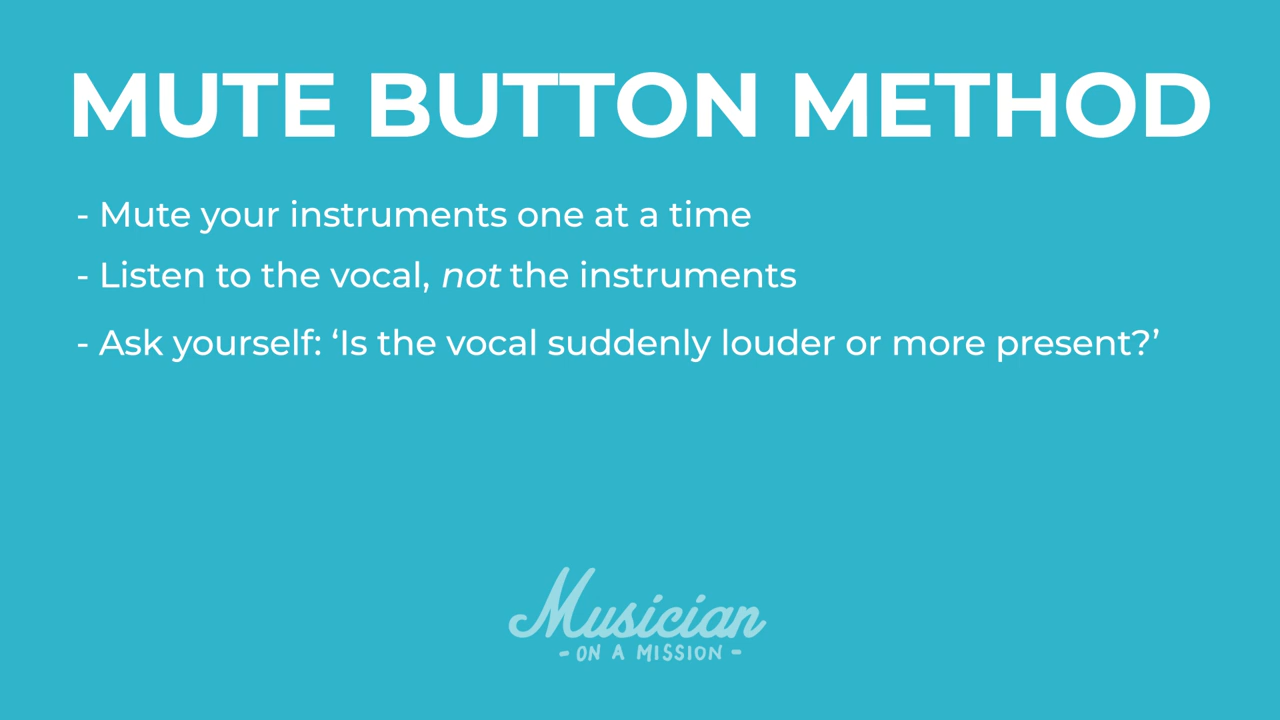 MUTE BUTTON METHOD
- Mute your instruments one at a time
- Listen to the vocal, not the instruments
- Ask yourself: ‘Is the vocal suddenly louder or more present?’
Musician
- ON A MISSION -